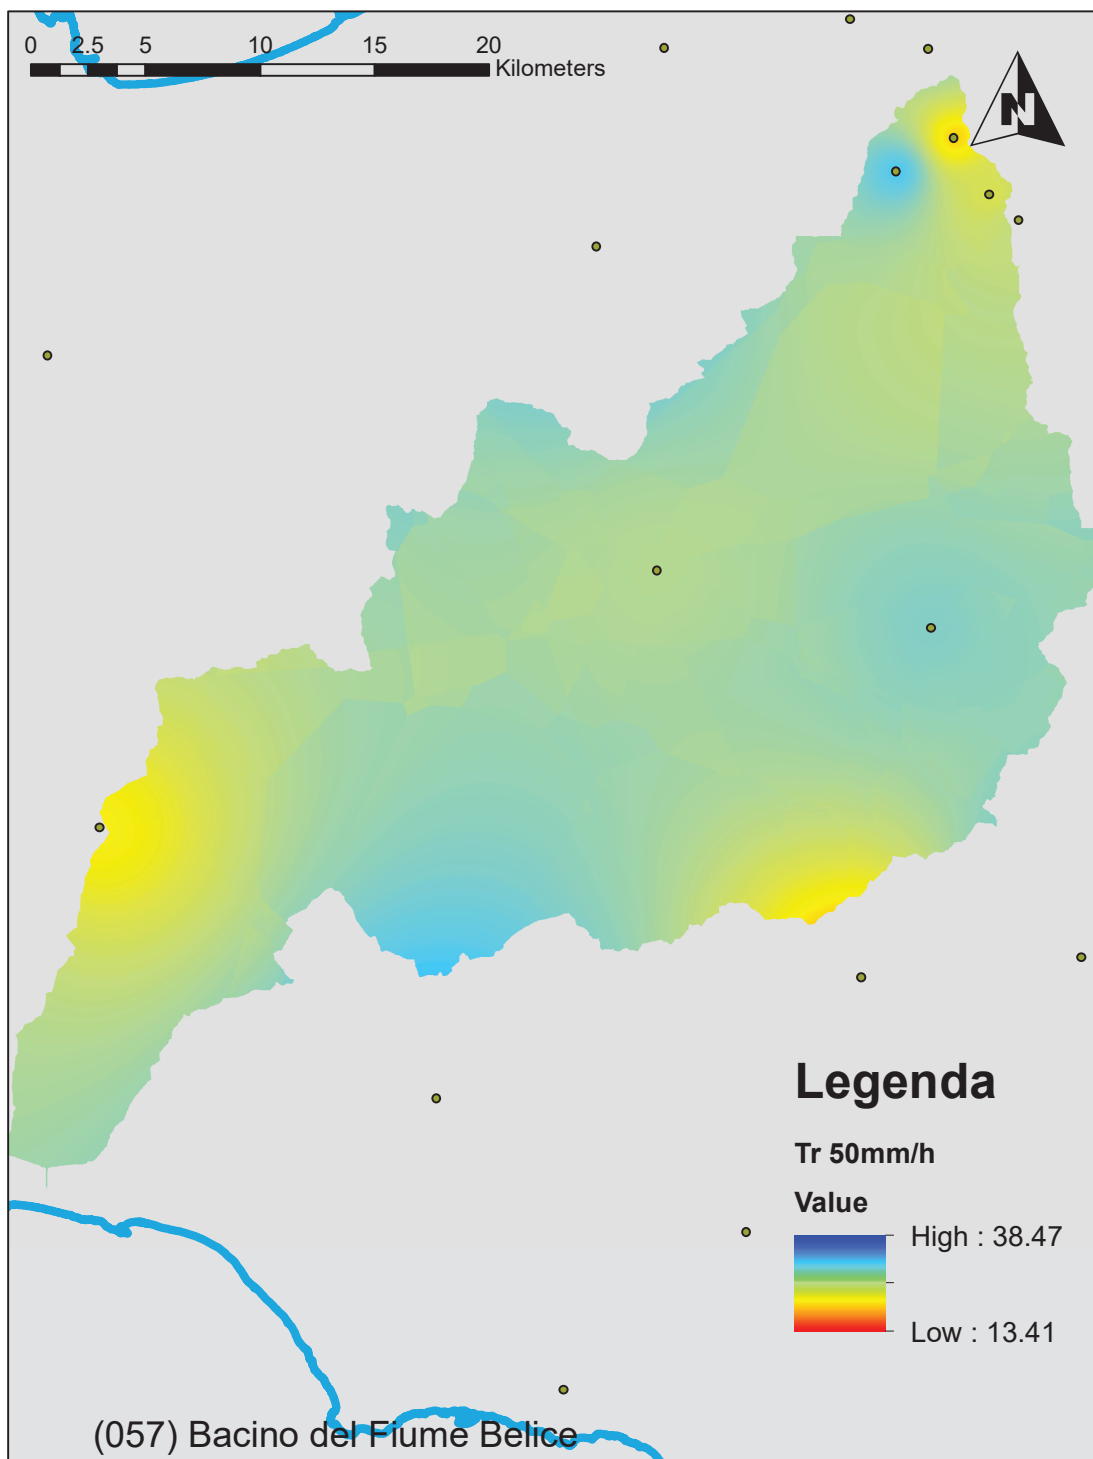 0 2.5 5 10 15 20
Kilometers
N
Legenda
Tr 50mm/h
Value
High : 38.47
Low : 13.41
(057) Bacino del Fiume Belice